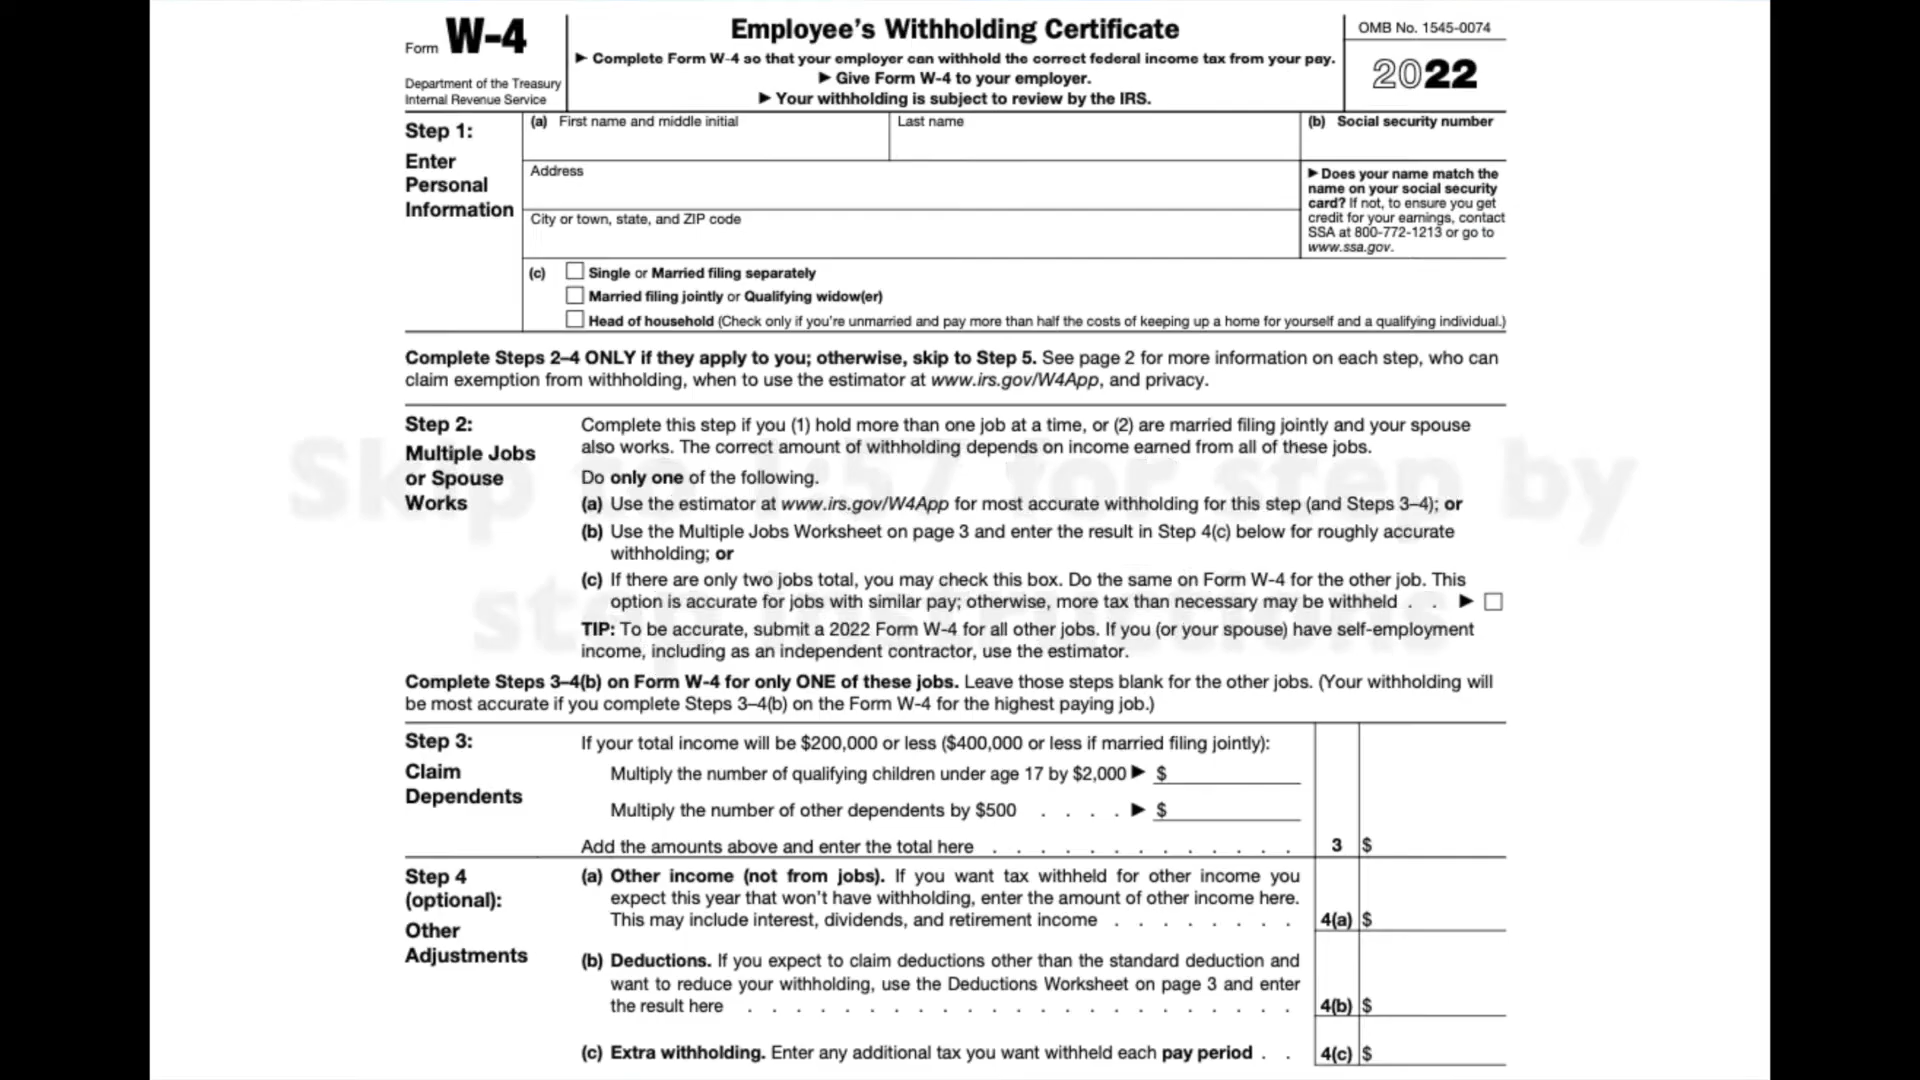 Form W-4
Department of the Treasury
Internal Revenue Service
Employee's Withholding Certificate
▶ Complete Form W-4 so that your employer can withhold the correct federal income tax from your pay.
▶ Give Form W-4 to your employer.
▶ Your withholding is subject to review by the IRS.
OMB No. 1545-0074
2022
Step 1:
Enter
Personal
Information
(a) First name and middle initial
Last name
(b) Social security number
Address
City or town, state, and ZIP code
▶ Does your name match the
name on your social security
card? If not, to ensure you get
credit for your earnings, contact
SSA at 800-772-1213 or go to
www.ssa.gov.
(c) Single or Married filing separately
Married filing jointly or Qualifying widow(er)
Head of household (Check only if you're unmarried and pay more than half the costs of keeping up a home for yourself and a qualifying individual.)
Complete Steps 2–4 ONLY if they apply to you; otherwise, skip to Step 5. See page 2 for more information on each step, who can
claim exemption from withholding, when to use the estimator at www.irs.gov/W4App, and privacy.
Step 2:
Multiple Jobs
or Spouse
Works
Complete this step if you (1) hold more than one job at a time, or (2) are married filing jointly and your spouse
also works. The correct amount of withholding depends on income earned from all of these jobs.
Do only one of the following.
(a) Use the estimator at www.irs.gov/W4App for most accurate withholding for this step (and Steps 3–4); or
(b) Use the Multiple Jobs Worksheet on page 3 and enter the result in Step 4(c) below for roughly accurate
withholding; or
(c) If there are only two jobs total, you may check this box. Do the same on Form W-4 for the other job. This
option is accurate for jobs with similar pay; otherwise, more tax than necessary may be withheld . . ▶
TIP: To be accurate, submit a 2022 Form W-4 for all other jobs. If you (or your spouse) have self-employment
income, including as an independent contractor, use the estimator.
Skip to 1:57 for step by
step instructions
Complete Steps 3–4(b) on Form W-4 for only ONE of these jobs. Leave those steps blank for the other jobs. (Your withholding will
be most accurate if you complete Steps 3–4(b) on the Form W-4 for the highest paying job.)
Step 3:
Claim
Dependents
If your total income will be $200,000 or less ($400,000 or less if married filing jointly):
Multiply the number of qualifying children under age 17 by $2,000 ▶ $
Multiply the number of other dependents by $500 . . . . ▶ $
Add the amounts above and enter the total here . . . . . . . . . . . . . 3 $
Step 4
(optional):
Other
Adjustments
(a) Other income (not from jobs). If you want tax withheld for other income you
expect this year that won't have withholding, enter the amount of other income here.
This may include interest, dividends, and retirement income . . . . . . . . 4(a) $
(b) Deductions. If you expect to claim deductions other than the standard deduction and
want to reduce your withholding, use the Deductions Worksheet on page 3 and enter
the result here . . . . . . . . . . . . . . . . . . . . . . . . 4(b) $
(c) Extra withholding. Enter any additional tax you want withheld each pay period . . 4(c) $